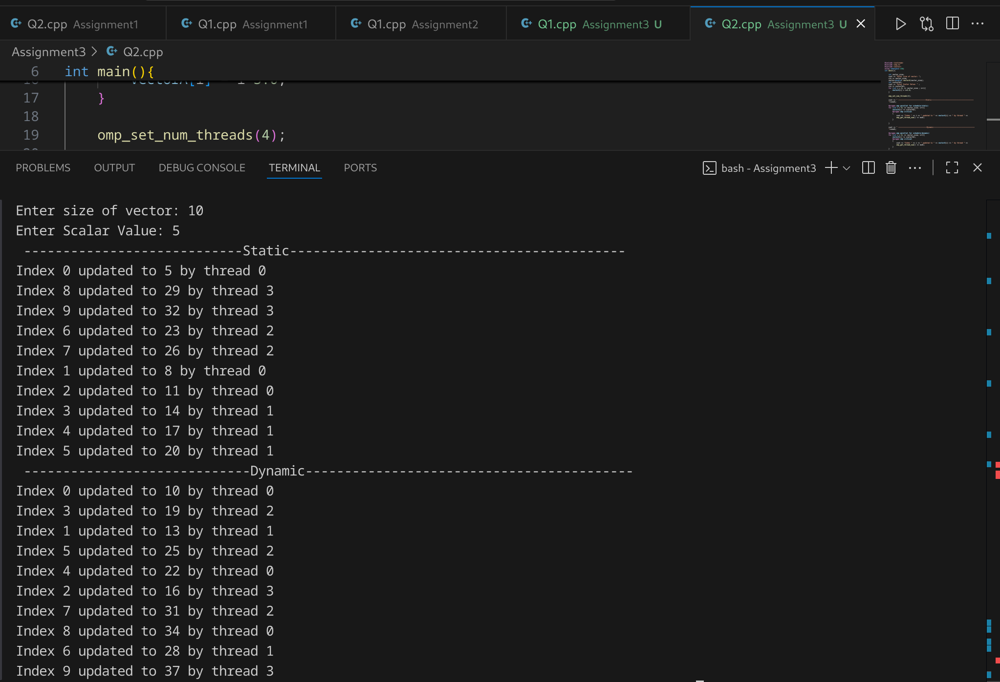 Q2.cpp Assignment1 Q1.cpp Assignment1 Q1.cpp Assignment2 Q1.cpp Assignment3 U Q2.cpp Assignment3 U
Assignment3 > Q2.cpp
6 int main(){
17 }
18
19 omp_set_num_threads(4);
PROBLEMS OUTPUT DEBUG CONSOLE TERMINAL PORTS bash - Assignment3
Enter size of vector: 10
Enter Scalar Value: 5
----------------------------Static-------------------------------------------
Index 0 updated to 5 by thread 0
Index 8 updated to 29 by thread 3
Index 9 updated to 32 by thread 3
Index 6 updated to 23 by thread 2
Index 7 updated to 26 by thread 2
Index 1 updated to 8 by thread 0
Index 2 updated to 11 by thread 0
Index 3 updated to 14 by thread 1
Index 4 updated to 17 by thread 1
Index 5 updated to 20 by thread 1
-----------------------------Dynamic------------------------------------------
Index 0 updated to 10 by thread 0
Index 3 updated to 19 by thread 2
Index 1 updated to 13 by thread 1
Index 5 updated to 25 by thread 2
Index 4 updated to 22 by thread 0
Index 2 updated to 16 by thread 3
Index 7 updated to 31 by thread 2
Index 8 updated to 34 by thread 0
Index 6 updated to 28 by thread 1
Index 9 updated to 37 by thread 3